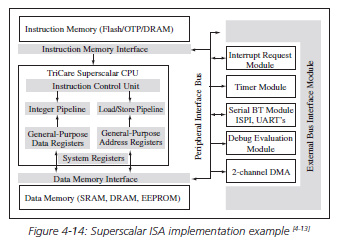 Instruction Memory (Flash/OTP/DRAM)
Instruction Memory Interface
TriCare Superscalar CPU
Instruction Control Unit
Integer Pipeline
Load/Store Pipeline
General-Purpose
Data Registers
General-Purpose
Address Registers
System Registers
Data Memory Interface
Data Memory (SRAM, DRAM, EEPROM)
Peripheral Interface Bus
Interrupt Request
Module
Timer Module
Serial BT Module
ISPI, UART's
Debug Evaluation
Module
2-channel DMA
External Bus Interface Module
Figure 4-14: Superscalar ISA implementation example [4-13]